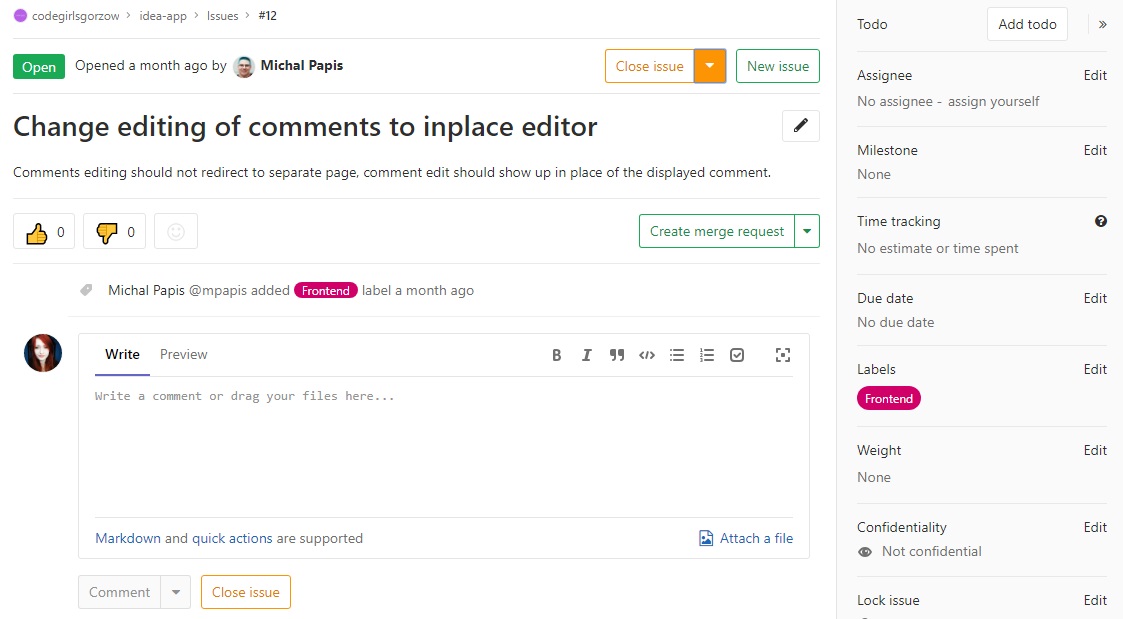 codegirlsgorzow > idea-app > Issues > #12
Open Opened a month ago by Michal Papis Close issue New issue
Change editing of comments to inplace editor
Comments editing should not redirect to separate page, comment edit should show up in place of the displayed comment.
0 0 Create merge request
Michal Papis @mpapis added Frontend label a month ago
Write Preview B I
Write a comment or drag your files here...
Markdown and quick actions are supported Attach a file
Comment Close issue
Todo Add todo »
Assignee Edit
No assignee - assign yourself
Milestone Edit
None
Time tracking ?
No estimate or time spent
Due date Edit
No due date
Labels Edit
Frontend
Weight Edit
None
Confidentiality Edit
Not confidential
Lock issue Edit